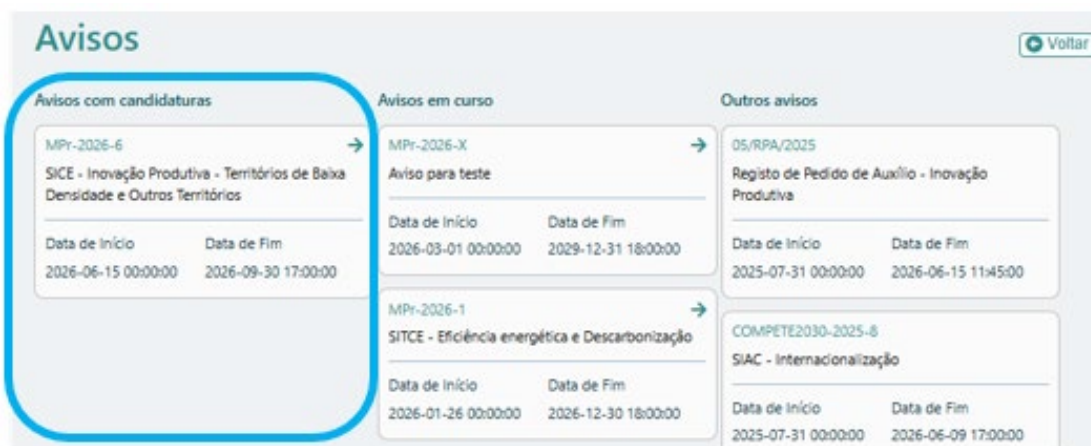 Avisos
Voltar
Avisos com candidaturas
MPr-2026-6
SICE - Inovação Produtiva - Territórios de Baixa
Densidade e Outros Territórios
Data de Início Data de Fim
2026-06-15 00:00:00 2026-09-30 17:00:00
Avisos em curso
MPr-2026-X
Aviso para teste
Data de Início Data de Fim
2026-03-01 00:00:00 2029-12-31 18:00:00
MPr-2026-1
SITCE - Eficiência energética e Descarbonização
Data de Início Data de Fim
2026-01-26 00:00:00 2026-12-30 18:00:00
Outros avisos
05/RPA/2025
Registo de Pedido de Auxílio - Inovação
Produtiva
Data de Início Data de Fim
2025-07-31 00:00:00 2026-06-15 11:45:00
COMPETE2030-2025-8
SIAC - Internacionalização
Data de Início Data de Fim
2025-07-31 00:00:00 2026-06-09 17:00:00